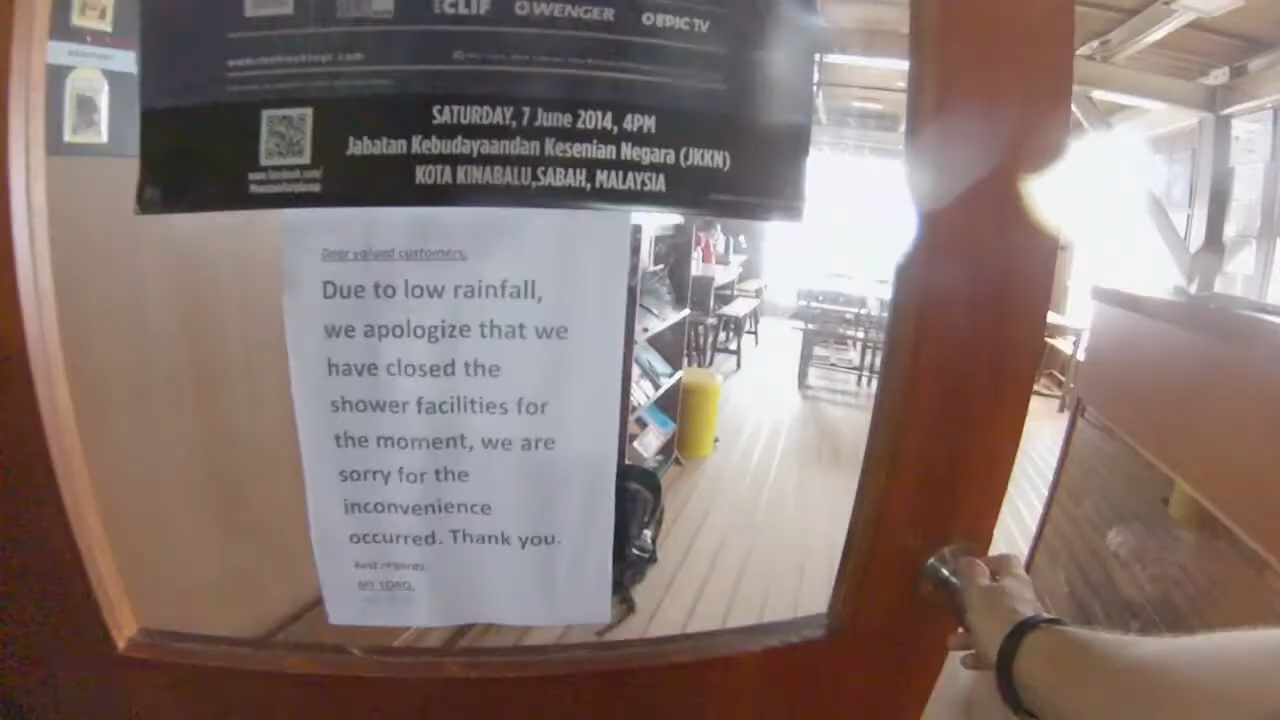 CLIF WENGER EPIC TV
SATURDAY, 7 June 2014, 4PM
Jabatan Kebudayaandan Kesenian Negara (JKKN)
KOTA KINABALU,SABAH, MALAYSIA
Dear valued customers,
Due to low rainfall,
we apologize that we
have closed the
shower facilities for
the moment, we are
sorry for the
inconvenience
occurred. Thank you.
Best regards,